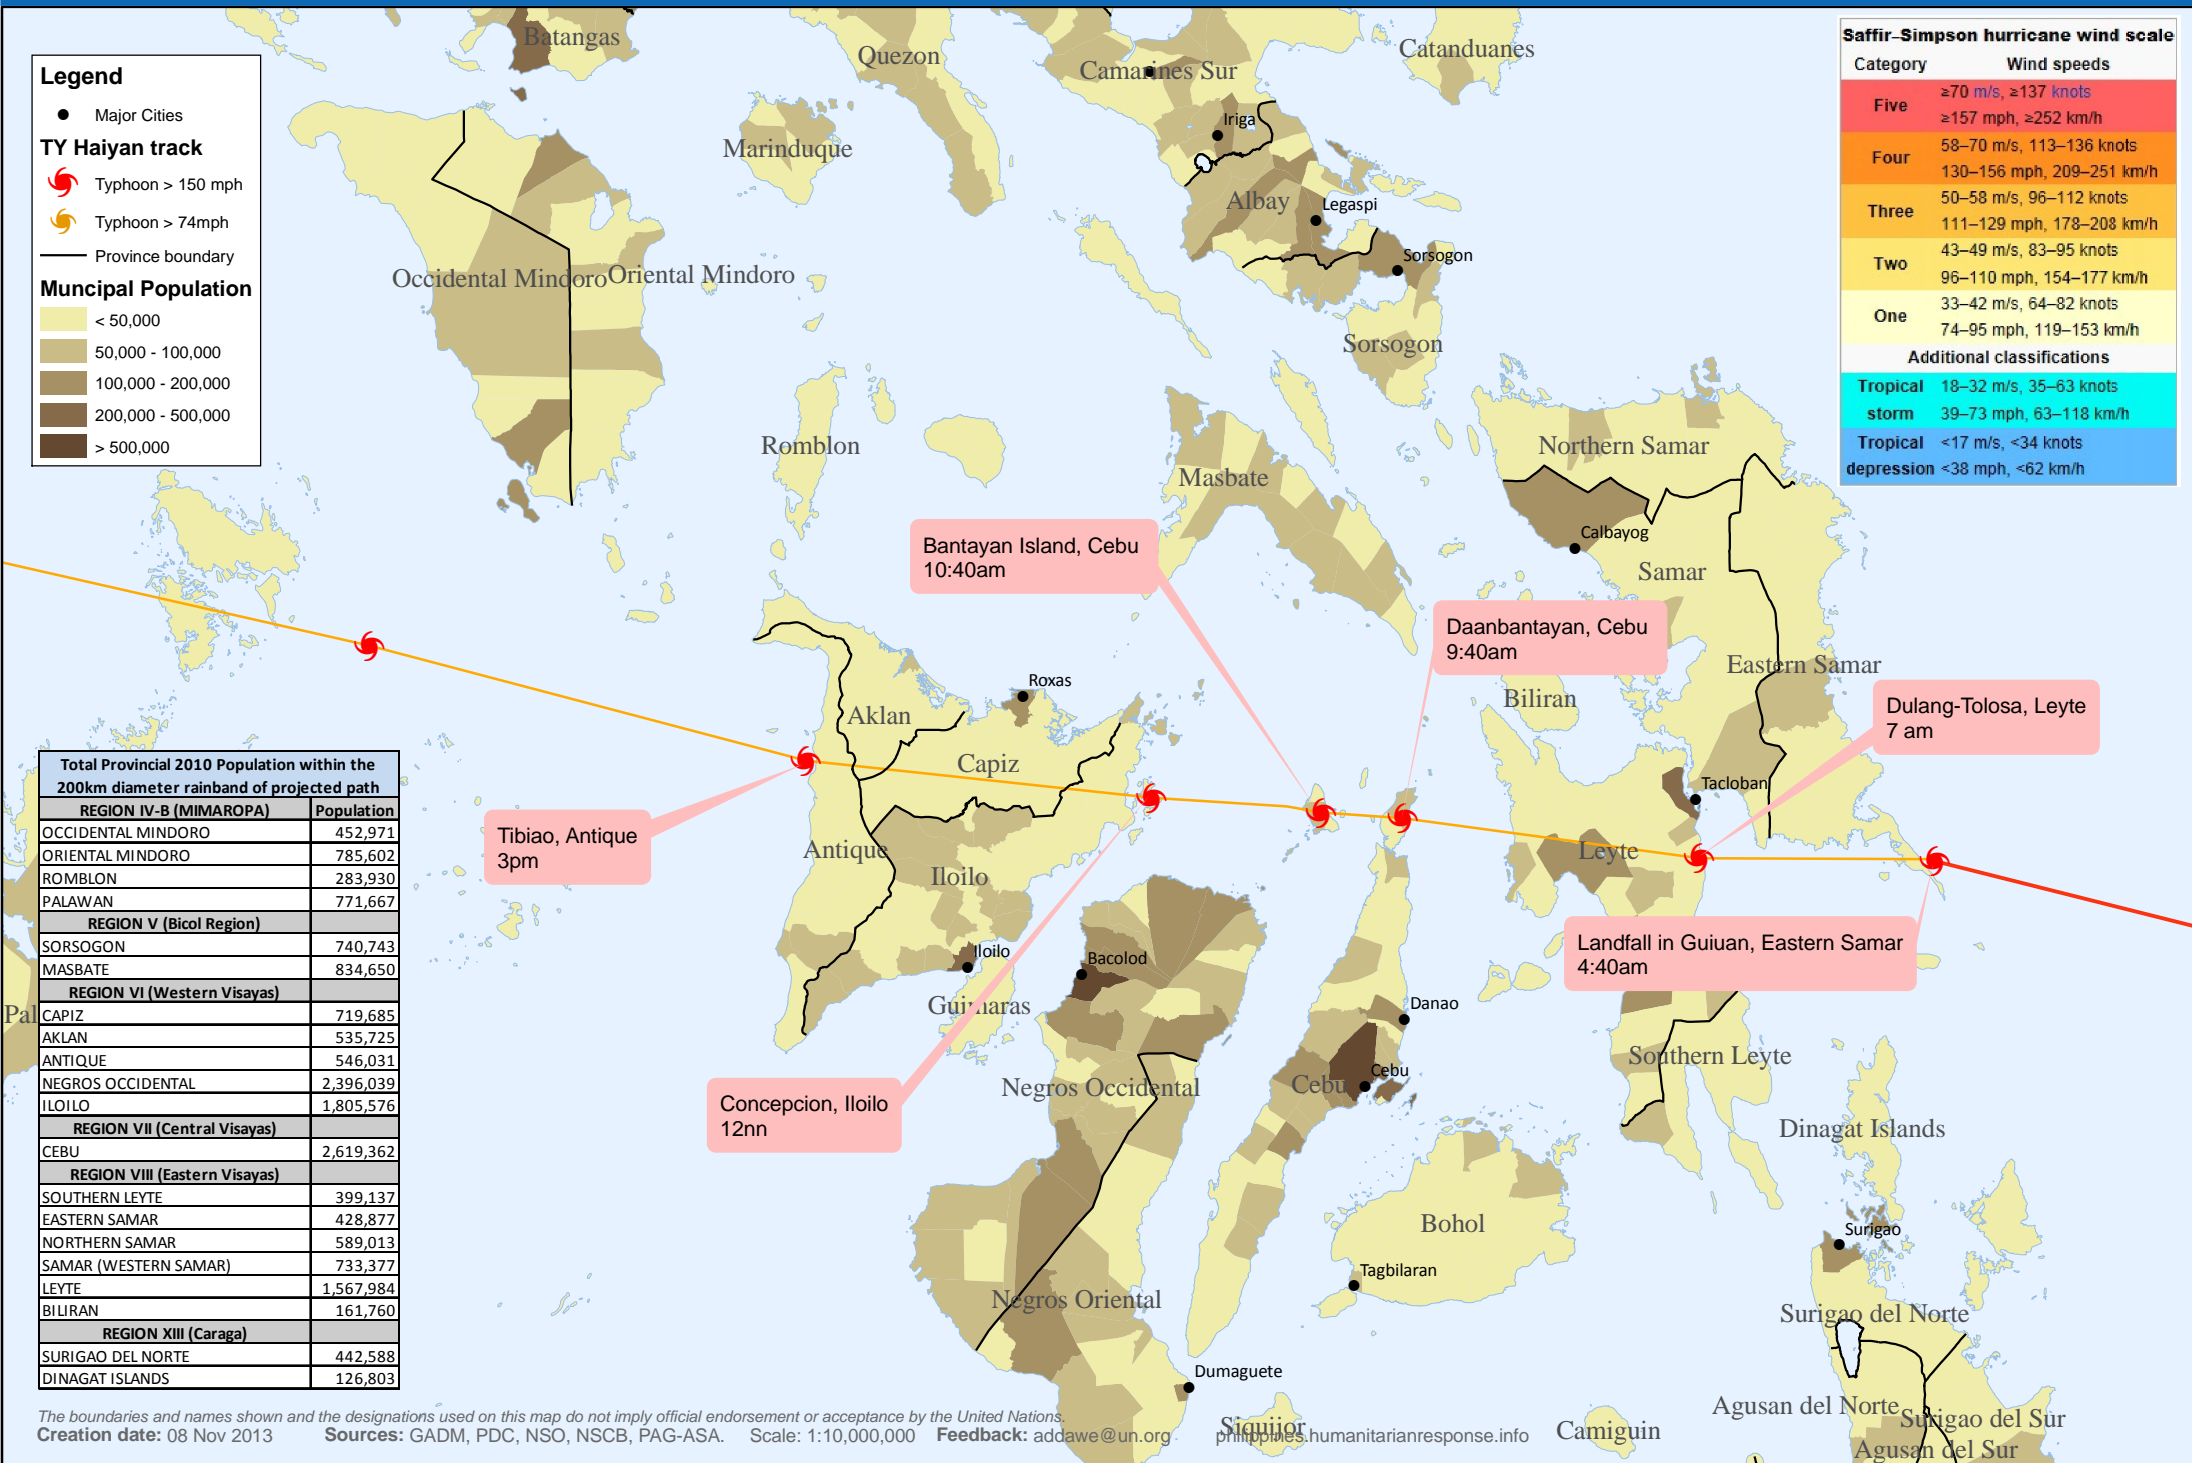 Legend
Major Cities
TY Haiyan track
Typhoon > 150 mph
Typhoon > 74mph
Province boundary
Muncipal Population
< 50,000
50,000 - 100,000
100,000 - 200,000
200,000 - 500,000
> 500,000
Saffir–Simpson hurricane wind scale
Category Wind speeds
Five
≥70 m/s, ≥137 knots
≥157 mph, ≥252 km/h
Four
58–70 m/s, 113–136 knots
130–156 mph, 209–251 km/h
Three
50–58 m/s, 96–112 knots
111–129 mph, 178–208 km/h
Two
43–49 m/s, 83–95 knots
96–110 mph, 154–177 km/h
One
33–42 m/s, 64–82 knots
74–95 mph, 119–153 km/h
Additional classifications
Tropical storm
18–32 m/s, 35–63 knots
39–73 mph, 63–118 km/h
Tropical depression
<17 m/s, <34 knots
<38 mph, <62 km/h
Batangas
Quezon
Camarines Sur
Catanduanes
Iriga
Marinduque
Albay
Legaspi
Sorsogon
Occidental Mindoro
Oriental Mindoro
Sorsogon
Romblon
Masbate
Northern Samar
Calbayog
Samar
Bantayan Island, Cebu
10:40am
Daanbantayan, Cebu
9:40am
Eastern Samar
Biliran
Dulang-Tolosa, Leyte
7 am
Roxas
Aklan
Capiz
Tacloban
Tibiao, Antique
3pm
Antique
Iloilo
Leyte
Landfall in Guiuan, Eastern Samar
4:40am
Iloilo
Bacolod
Guimaras
Danao
Pal
Southern Leyte
Negros Occidental
Cebu
Cebu
Concepcion, Iloilo
12nn
Dinagat Islands
Bohol
Surigao
Tagbilaran
Negros Oriental
Surigao del Norte
Dumaguete
Agusan del Norte
Surigao del Sur
Siquijor
Camiguin
Agusan del Sur
Total Provincial 2010 Population within the
200km diameter rainband of projected path
REGION IV-B (MIMAROPA) Population
OCCIDENTAL MINDORO 452,971
ORIENTAL MINDORO 785,602
ROMBLON 283,930
PALAWAN 771,667
REGION V (Bicol Region)
SORSOGON 740,743
MASBATE 834,650
REGION VI (Western Visayas)
CAPIZ 719,685
AKLAN 535,725
ANTIQUE 546,031
NEGROS OCCIDENTAL 2,396,039
ILOILO 1,805,576
REGION VII (Central Visayas)
CEBU 2,619,362
REGION VIII (Eastern Visayas)
SOUTHERN LEYTE 399,137
EASTERN SAMAR 428,877
NORTHERN SAMAR 589,013
SAMAR (WESTERN SAMAR) 733,377
LEYTE 1,567,984
BILIRAN 161,760
REGION XIII (Caraga)
SURIGAO DEL NORTE 442,588
DINAGAT ISLANDS 126,803
The boundaries and names shown and the designations used on this map do not imply official endorsement or acceptance by the United Nations.
Creation date: 08 Nov 2013 Sources: GADM, PDC, NSO, NSCB, PAG-ASA. Scale: 1:10,000,000 Feedback: addawe@un.org philippines.humanitarianresponse.info